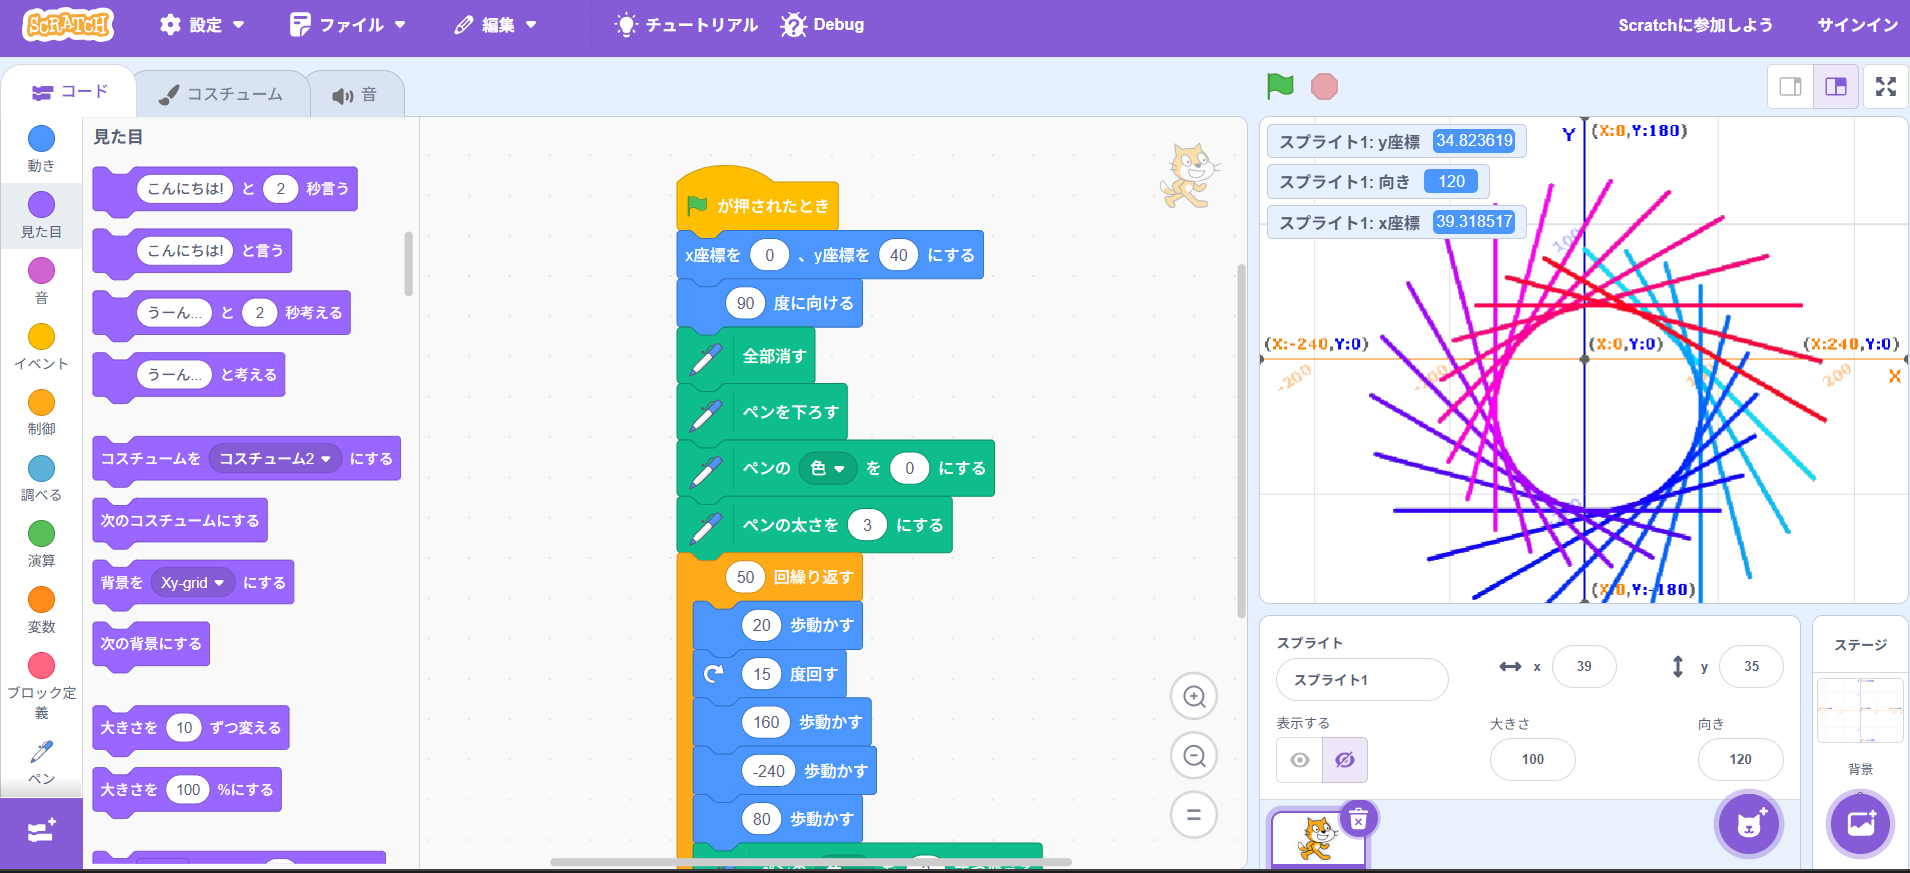 SCRATCH 設定 ファイル 編集 チュートリアル Debug Scratchに参加しよう サインイン
コード コスチューム 音
動き
見た目
音
イベント
制御
調べる
演算
変数
ブロック定
義
ペン
見た目
こんにちは! と 2 秒言う
こんにちは! と言う
うーん... と 2 秒考える
うーん... と考える
コスチュームを コスチューム2 にする
次のコスチュームにする
背景を Xy-grid にする
次の背景にする
大きさを 10 ずつ変える
大きさを 100 %にする
が押されたとき
x座標を 0 、y座標を 40 にする
90 度に向ける
全部消す
ペンを下ろす
ペンの 色 を 0 にする
ペンの太さを 3 にする
50 回繰り返す
20 歩動かす
15 度回す
160 歩動かす
-240 歩動かす
80 歩動かす
スプライト1: y座標 34.823619
スプライト1: 向き 120
スプライト1: x座標 39.318517
Y (X:0,Y:180)
100
(X:-240,Y:0) (X:0,Y:0) (X:240,Y:0)
-200 200 X
(X:0,Y:-180)
スプライト
スプライト1 x 39 y 35
表示する 大きさ 向き
100 120
ステージ
背景